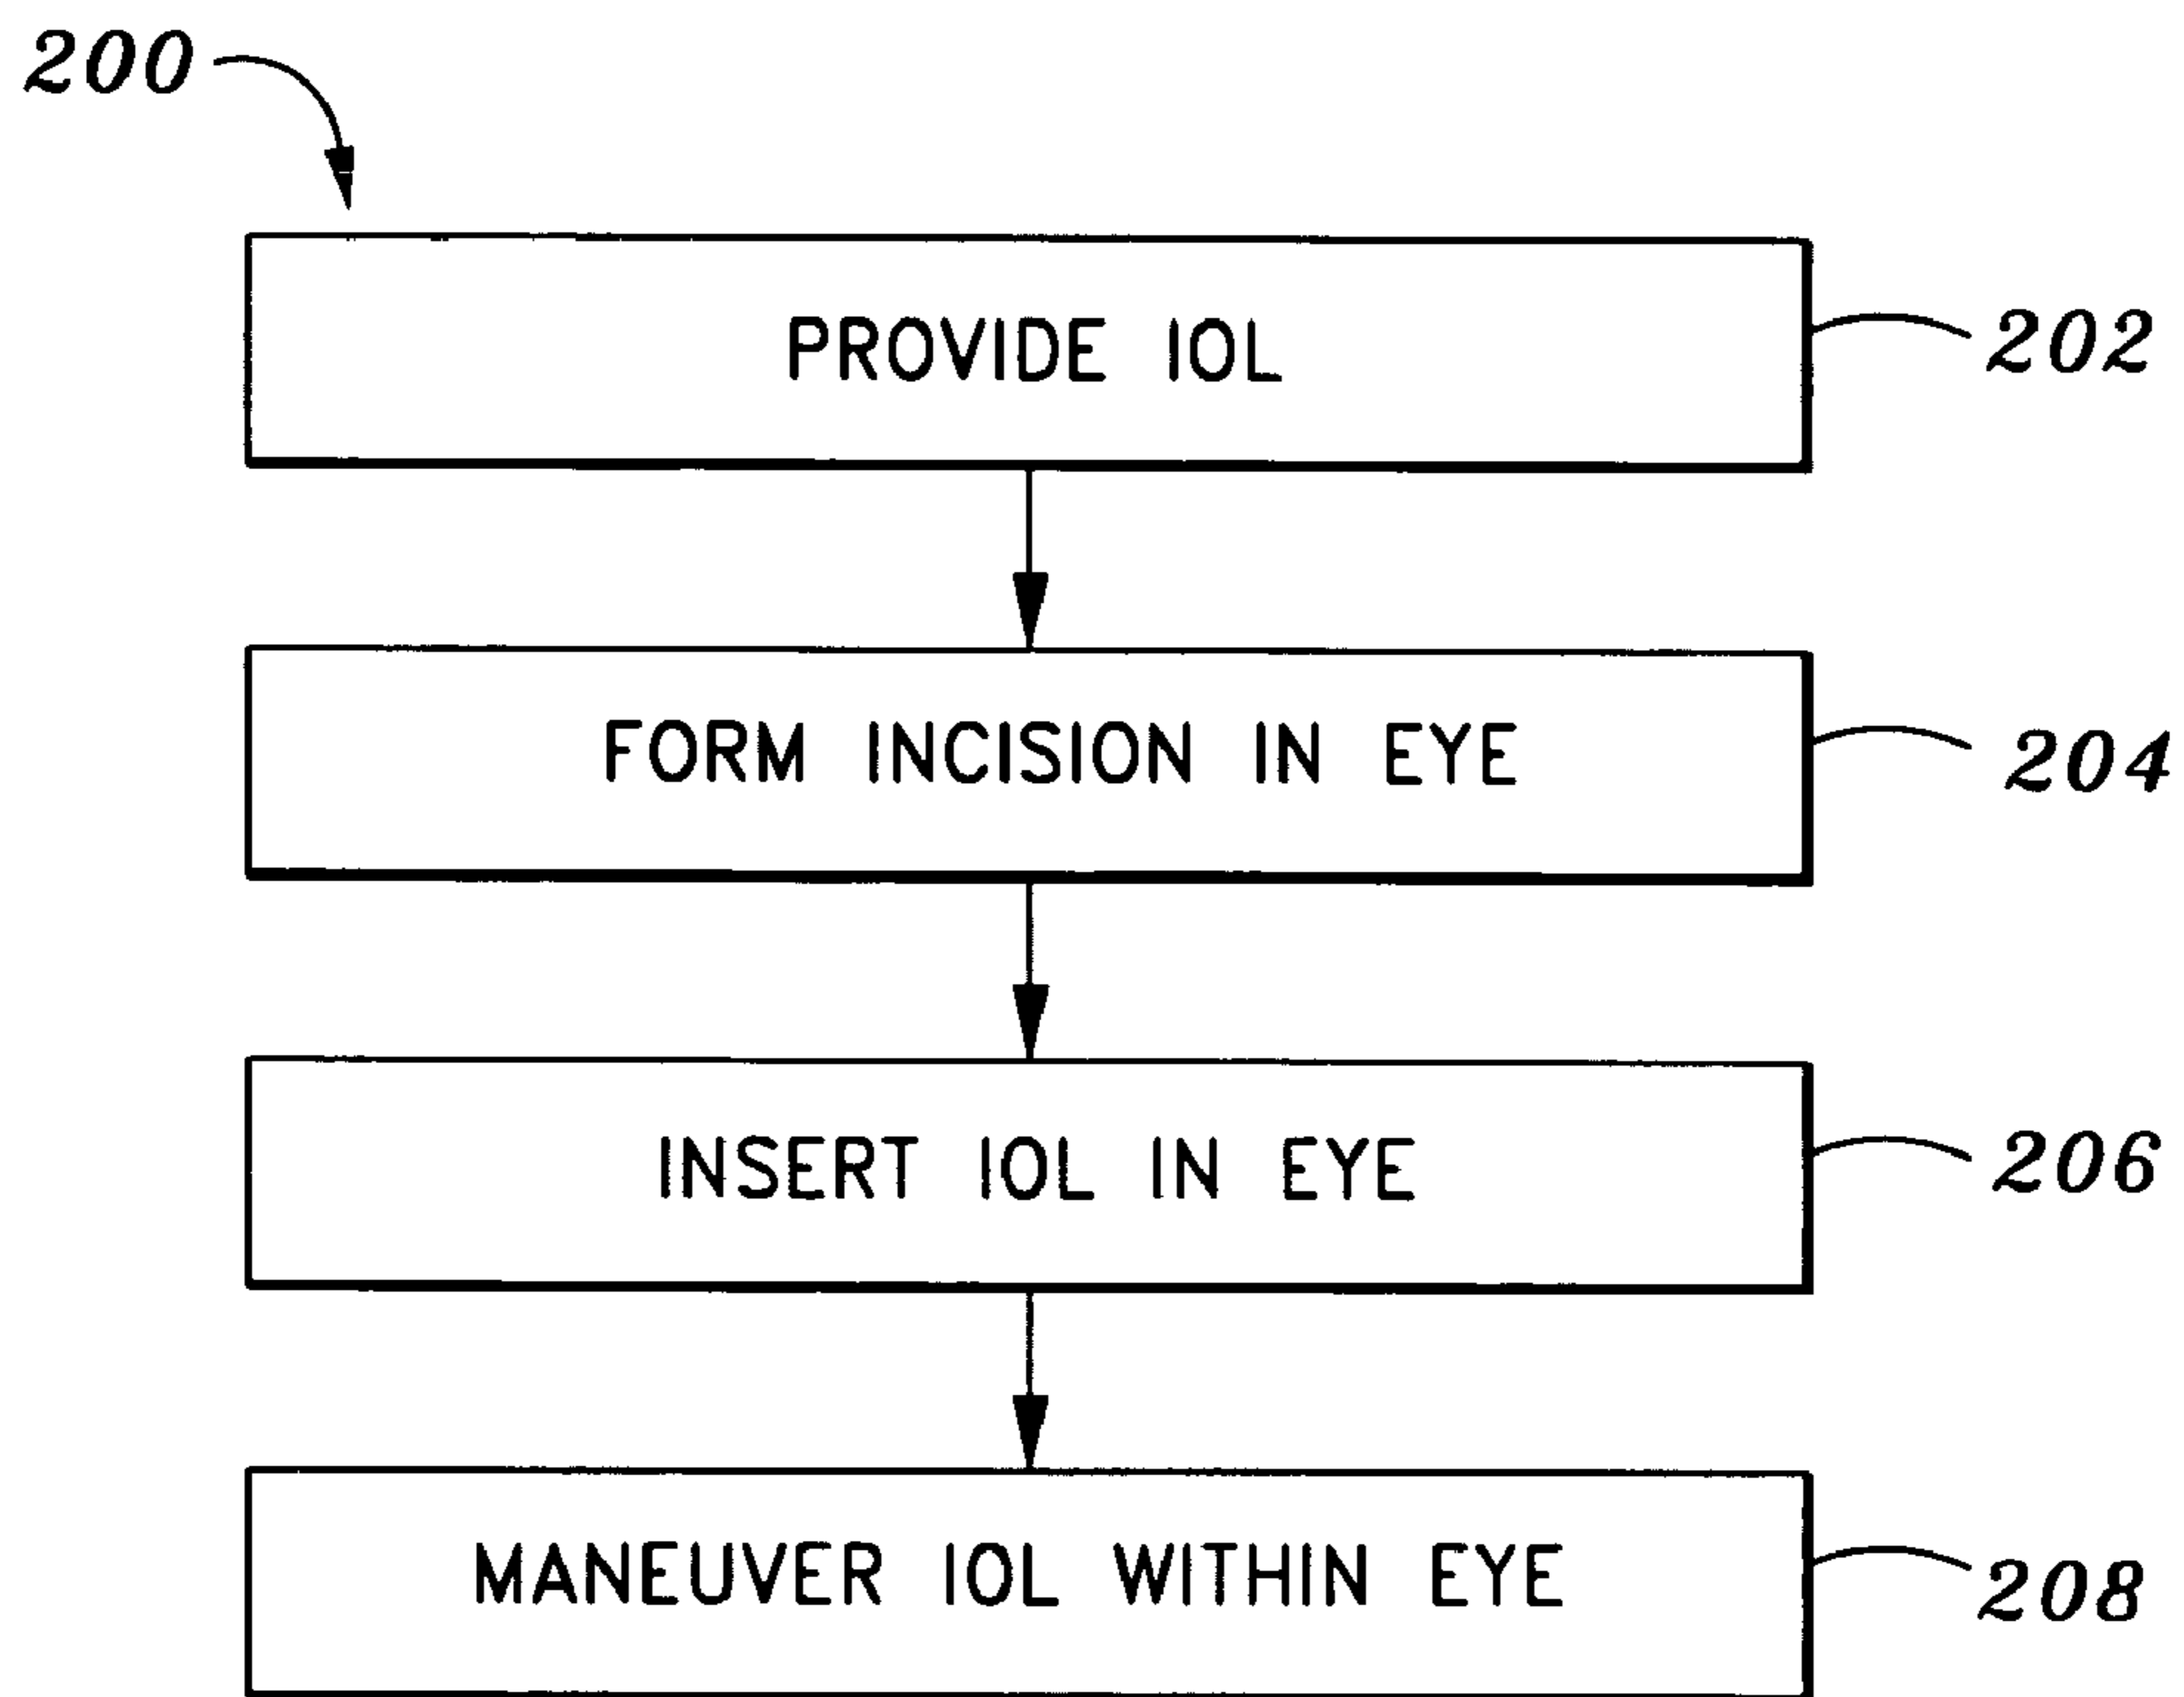 200
PROVIDE IOL
202
FORM INCISION IN EYE
204
INSERT IOL IN EYE
206
MANEUVER IOL WITHIN EYE
208